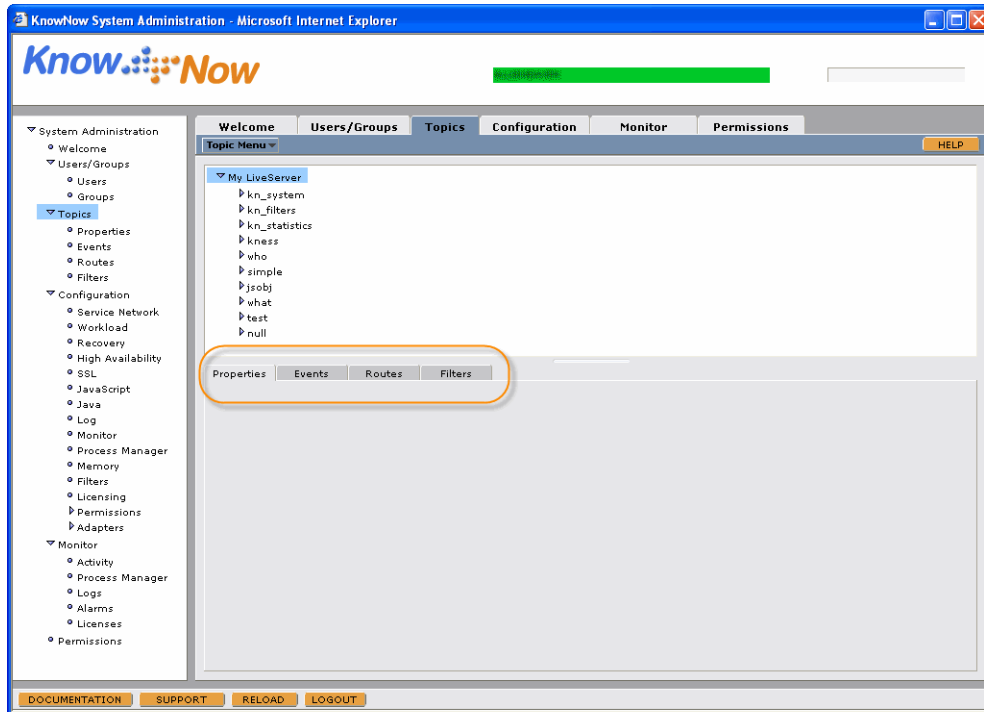 KnowNow System Administration - Microsoft Internet Explorer
Know Now
System Administration
Welcome
Users/Groups
Users
Groups
Topics
Properties
Events
Routes
Filters
Configuration
Service Network
Workload
Recovery
High Availability
SSL
JavaScript
Java
Log
Monitor
Process Manager
Memory
Filters
Licensing
Permissions
Adapters
Monitor
Activity
Process Manager
Logs
Alarms
Licenses
Permissions
Welcome Users/Groups Topics Configuration Monitor Permissions
Topic Menu HELP
My LiveServer
kn_system
kn_filters
kn_statistics
kness
who
simple
jsobj
what
test
null
Properties Events Routes Filters
DOCUMENTATION SUPPORT RELOAD LOGOUT